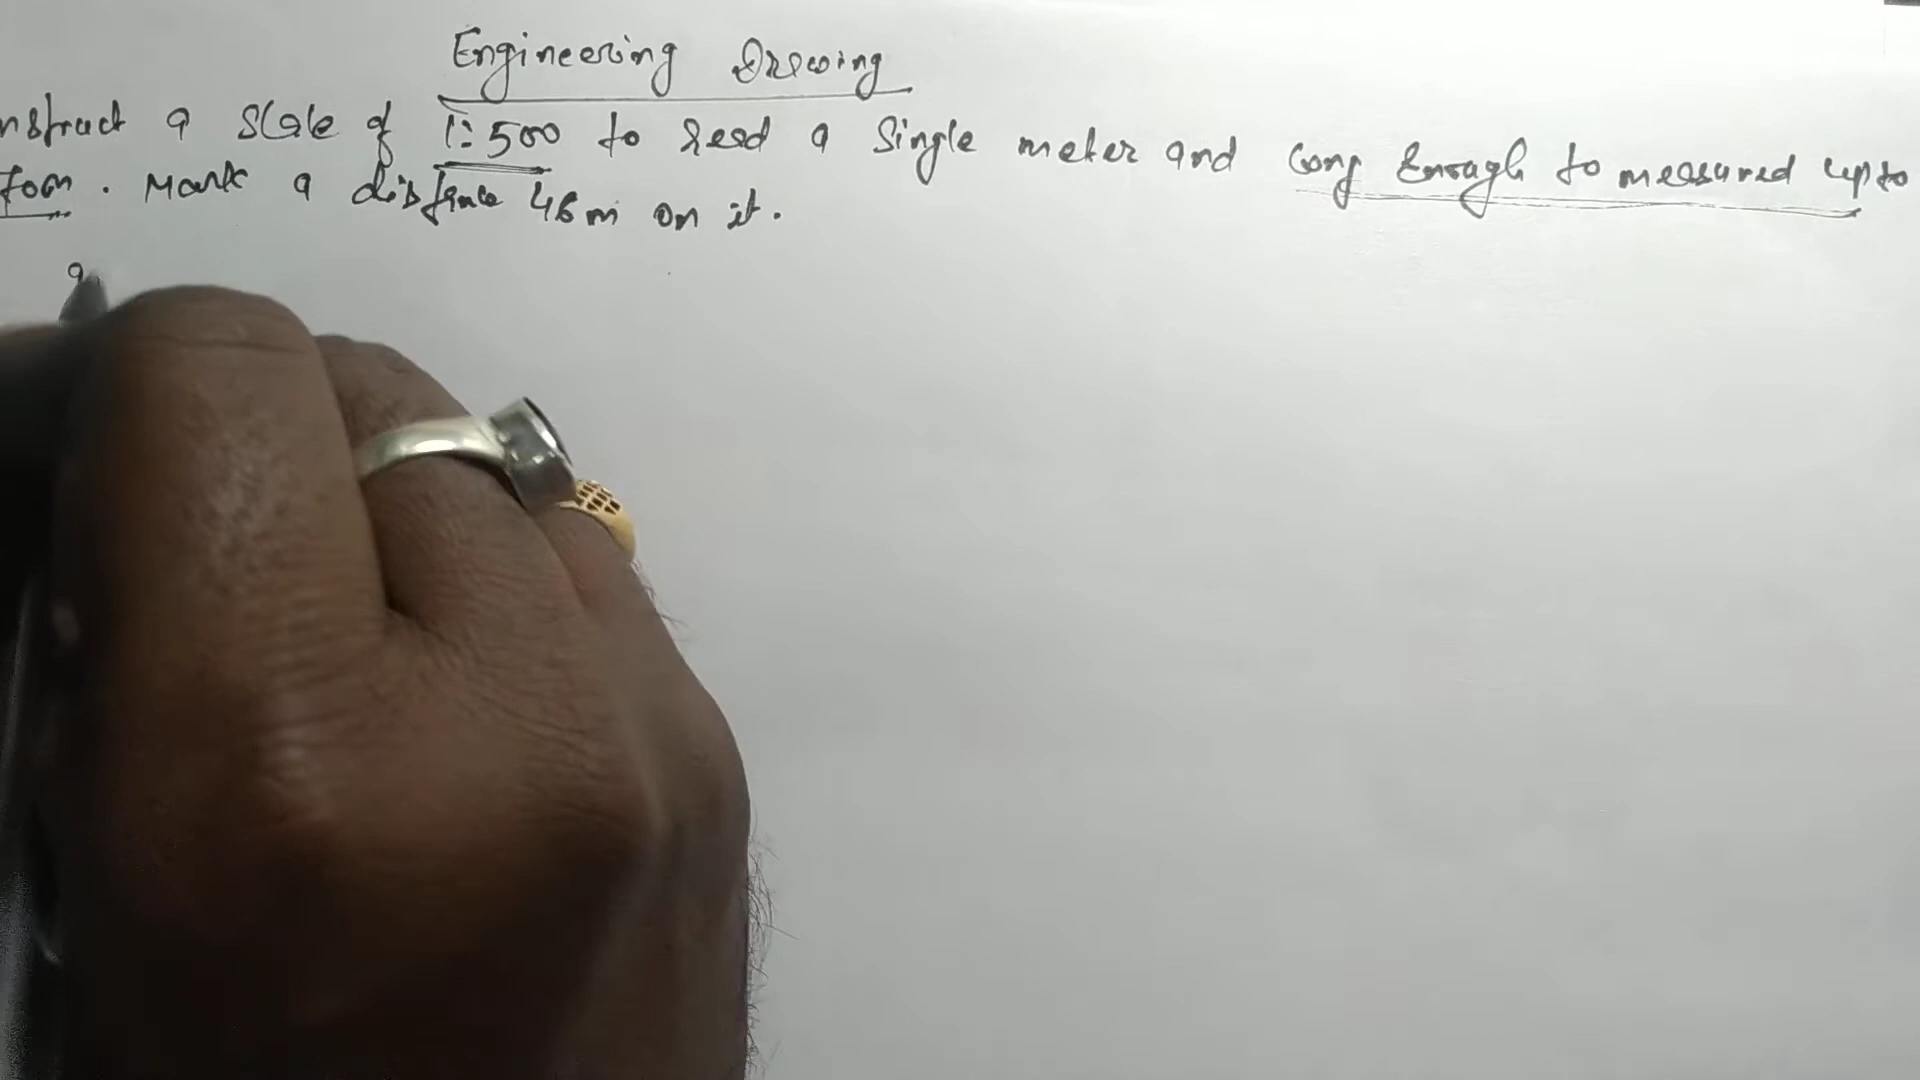 Engineering Drawing
nstruct a scale of 1:500 to read a single meter and long enough to measured upto
. Mark a distance 46m on it.